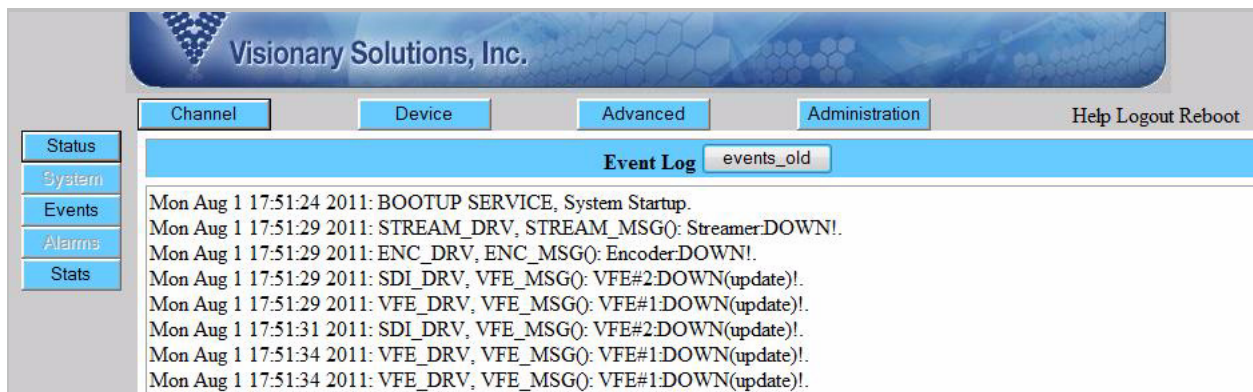 Visionary Solutions, Inc.
Channel Device Advanced Administration Help Logout Reboot
Status
System
Events
Alarms
Stats
Event Log events_old
Mon Aug 1 17:51:24 2011: BOOTUP SERVICE, System Startup.
Mon Aug 1 17:51:29 2011: STREAM_DRV, STREAM_MSG(): Streamer:DOWN!.
Mon Aug 1 17:51:29 2011: ENC_DRV, ENC_MSG(): Encoder:DOWN!.
Mon Aug 1 17:51:29 2011: SDI_DRV, VFE_MSG(): VFE#2:DOWN(update)!.
Mon Aug 1 17:51:29 2011: VFE_DRV, VFE_MSG(): VFE#1:DOWN(update)!.
Mon Aug 1 17:51:31 2011: SDI_DRV, VFE_MSG(): VFE#2:DOWN(update)!.
Mon Aug 1 17:51:34 2011: VFE_DRV, VFE_MSG(): VFE#1:DOWN(update)!.
Mon Aug 1 17:51:34 2011: VFE_DRV, VFE_MSG(): VFE#1:DOWN(update)!.